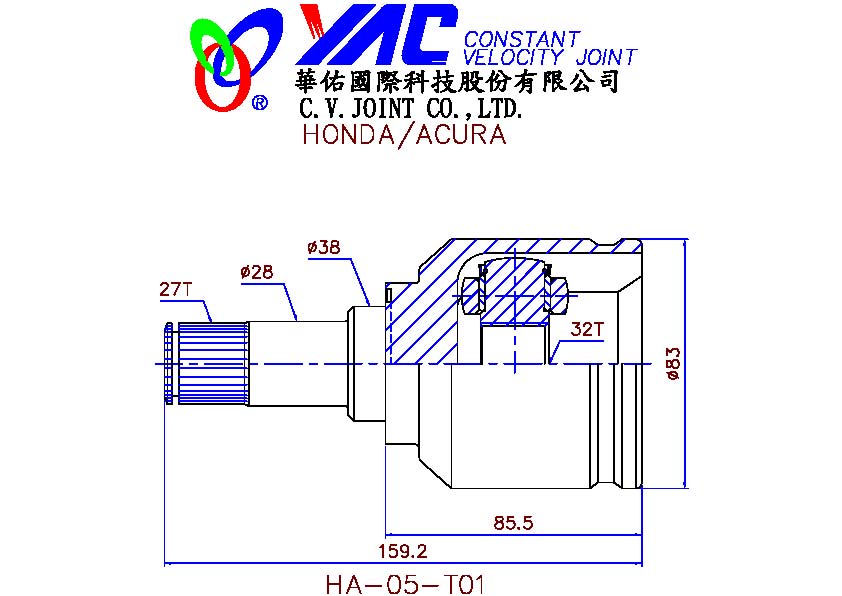 YAC CONSTANT
VELOCITY JOINT
®
華佑國際科技股份有限公司
C.V.JOINT CO.,LTD.
HONDA/ACURA
ø38
ø28
27T
32T
ø83
85.5
159.2
HA-05-T01